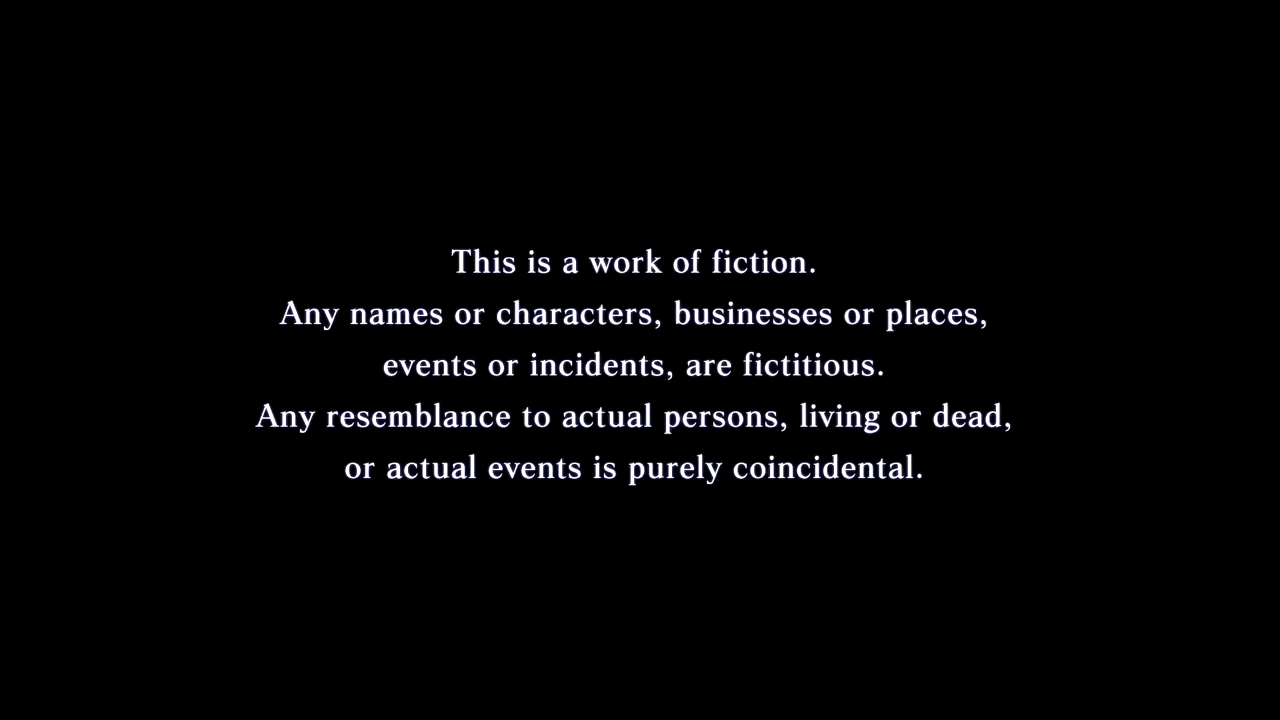 This is a work of fiction.
Any names or characters, businesses or places,
events or incidents, are fictitious.
Any resemblance to actual persons, living or dead,
or actual events is purely coincidental.